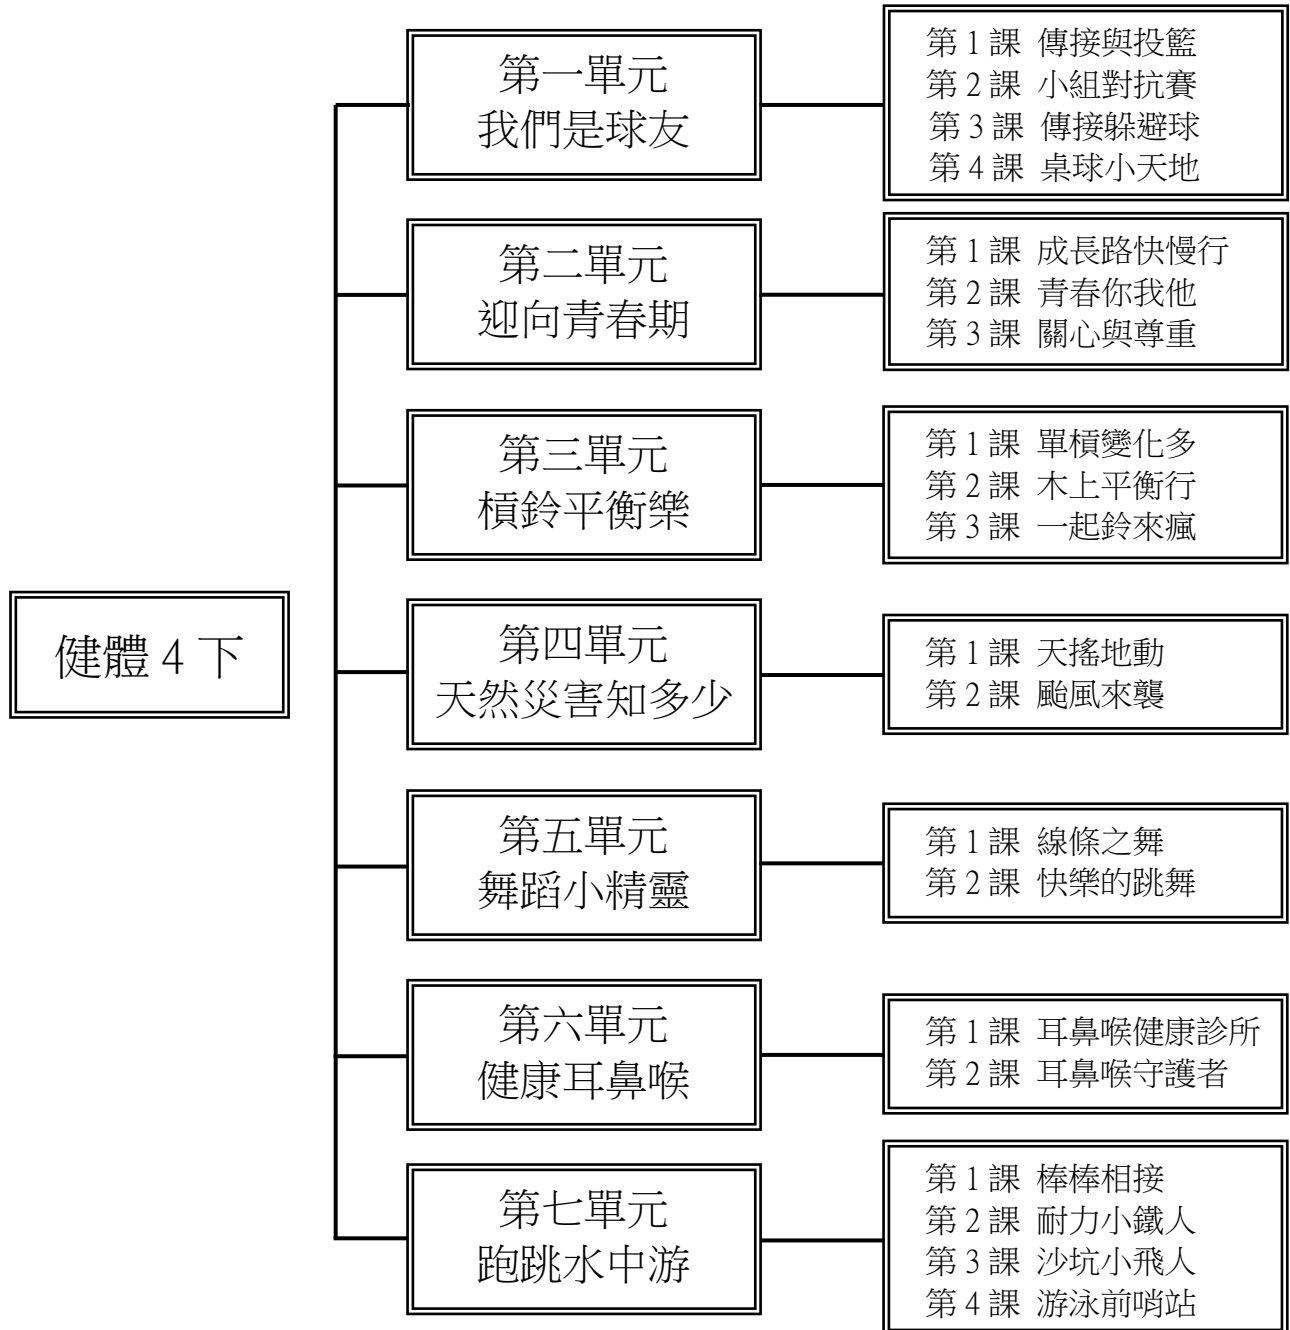 健體 4 下
第一單元
我們是球友
第 1 課 傳接與投籃
第 2 課 小組對抗賽
第 3 課 傳接躲避球
第 4 課 桌球小天地
第二單元
迎向青春期
第 1 課 成長路快慢行
第 2 課 青春你我他
第 3 課 關心與尊重
第三單元
槓鈴平衡樂
第 1 課 單槓變化多
第 2 課 木上平衡行
第 3 課 一起鈴來瘋
第四單元
天然災害知多少
第 1 課 天搖地動
第 2 課 颱風來襲
第五單元
舞蹈小精靈
第 1 課 線條之舞
第 2 課 快樂的跳舞
第六單元
健康耳鼻喉
第 1 課 耳鼻喉健康診所
第 2 課 耳鼻喉守護者
第七單元
跑跳水中游
第 1 課 棒棒相接
第 2 課 耐力小鐵人
第 3 課 沙坑小飛人
第 4 課 游泳前哨站